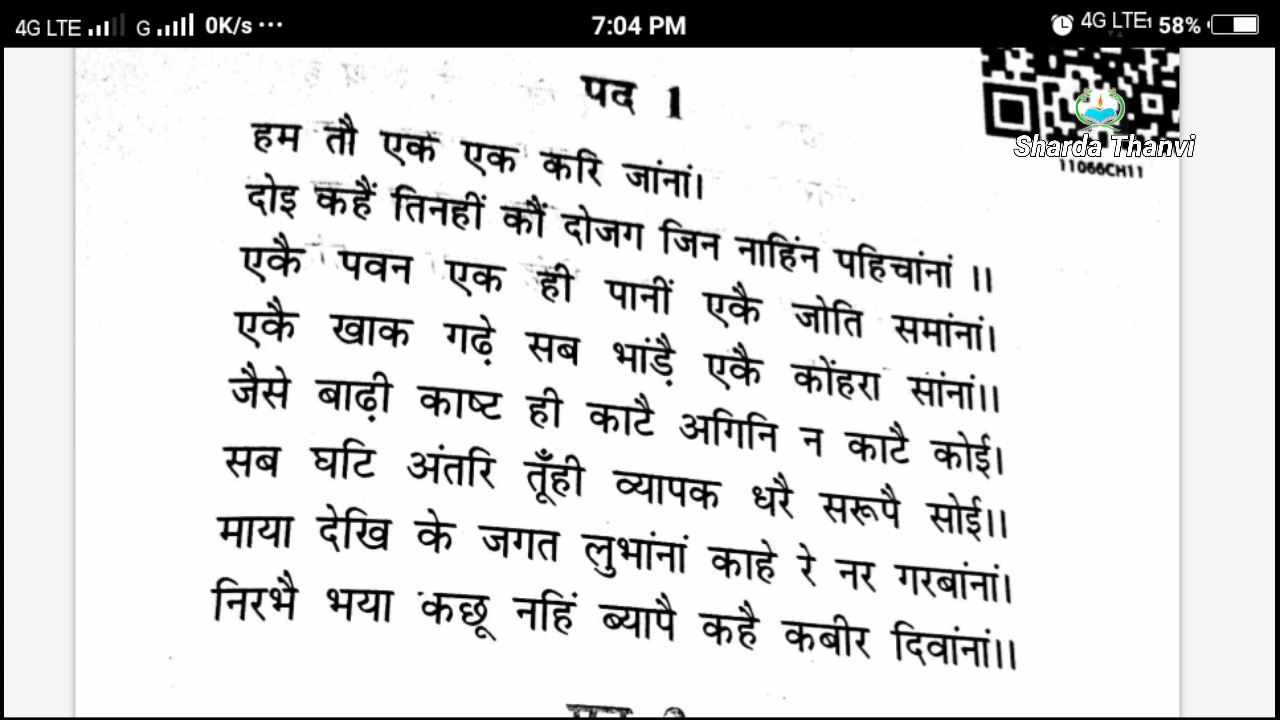 4G LTE G 0K/s ··· 7:04 PM 4G LTE 58%
पद 1
Sharda Thanvi
11066CH11
हम तौ एक एक करि जांनां।
दोइ कहैं तिनहीं कौं दोजग जिन नाहिंन पहिचांनां ।।
एकै पवन एक ही पानीं एकै जोति समांनां।
एकै खाक गढ़े सब भांड़ै एकै कोंहरा सांनां।।
जैसे बाढ़ी काष्ट ही काटै अगिनि न काटै कोई।
सब घटि अंतरि तूँही व्यापक धरै सरूपै सोई।।
माया देखि के जगत लुभांनां काहे रे नर गरबांनां।
निरभै भया कछू नहिं ब्यापै कहै कबीर दिवांनां।।